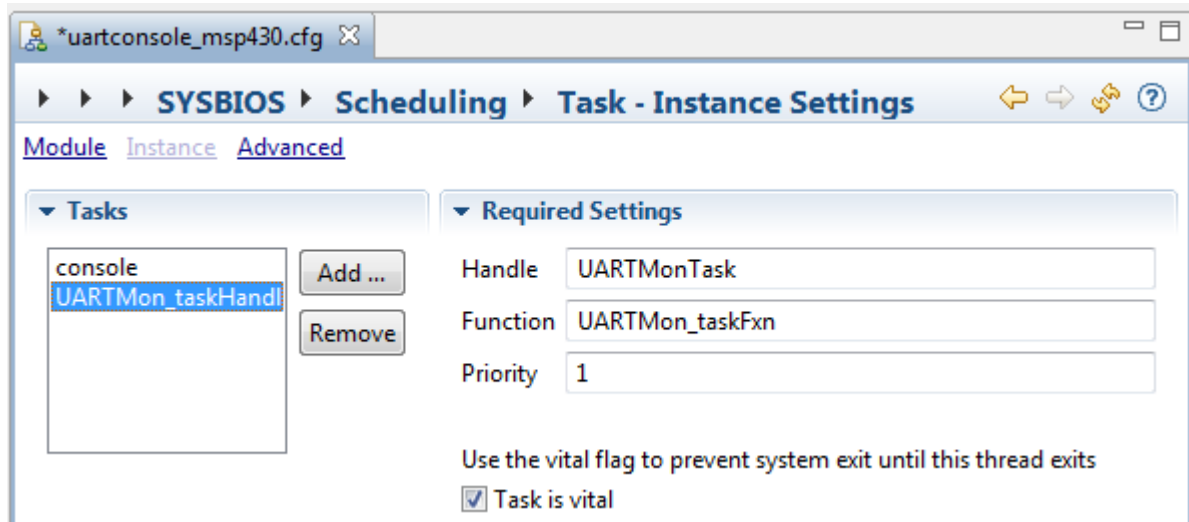 *uartconsole_msp430.cfg
SYSBIOS Scheduling Task - Instance Settings
Module Instance Advanced
Tasks
console
UARTMon_taskHandl
Add ...
Remove
Required Settings
Handle UARTMonTask
Function UARTMon_taskFxn
Priority 1
Use the vital flag to prevent system exit until this thread exits
Task is vital